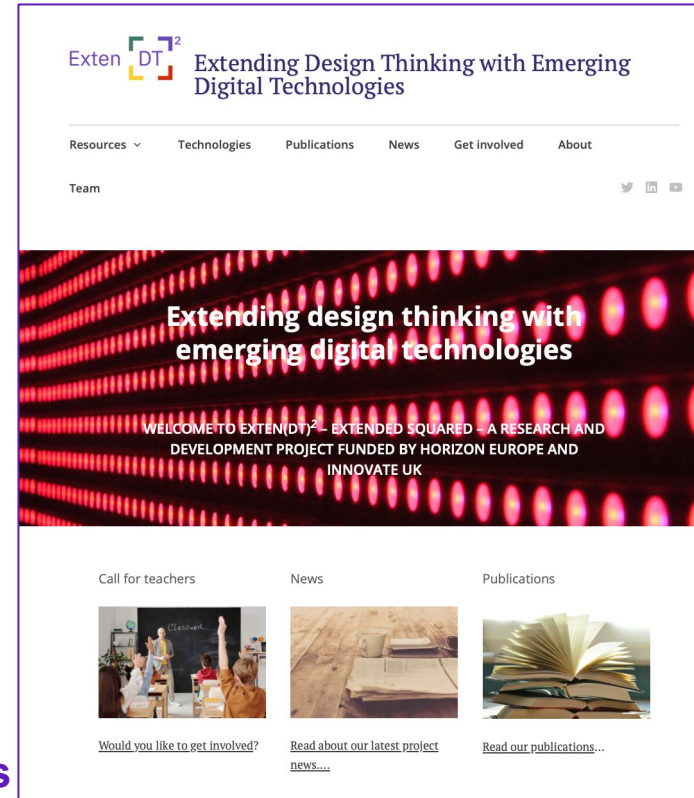 Exten DT²
Extending Design Thinking with Emerging
Digital Technologies
Resources
Technologies
Publications
News
Get involved
About
Team
Extending design thinking with
emerging digital technologies
WELCOME TO EXTEN(DT)² – EXTENDED SQUARED – A RESEARCH AND
DEVELOPMENT PROJECT FUNDED BY HORIZON EUROPE AND
INNOVATE UK
Call for teachers
News
Publications
Classwork...
Would you like to get involved?
Read about our latest project
news....
Read our publications...
s